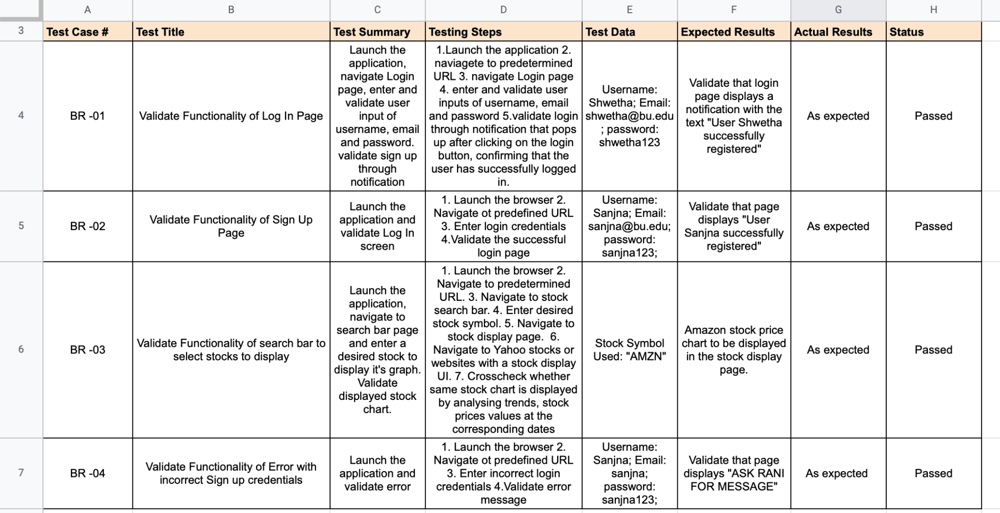 A B C D E F G H
3 Test Case # Test Title Test Summary Testing Steps Test Data Expected Results Actual Results Status
4
BR -01
Validate Functionality of Log In Page
Launch the
application,
navigate Login
page, enter and
validate user
input of
username, email
and password.
validate sign up
through
notification
1.Launch the application 2.
naviagete to predetermined
URL 3. navigate Login page
4. enter and validate user
inputs of username, email
and password 5.validate login
through notification that pops
up after clicking on the login
button, confirming that the
user has successfully logged
in.
Username:
Shwetha; Email:
shwetha@bu.edu
; password:
shwetha123
Validate that login
page displays a
notification with the
text "User Shwetha
successfully
registered"
As expected
Passed
5
BR -02
Validate Functionality of Sign Up
Page
Launch the
application and
validate Log In
screen
1. Launch the browser 2.
Navigate ot predefined URL
3. Enter login credentials
4.Validate the successful
login page
Username:
Sanjna; Email:
sanjna@bu.edu;
password:
sanjna123;
Validate that page
displays "User
Sanjna successfully
registered"
As expected
Passed
6
BR -03
Validate Functionality of search bar to
select stocks to display
Launch the
application,
navigate to
search bar page
and enter a
desired stock to
display it's graph.
Validate
displayed stock
chart.
1. Launch the browser 2.
Navigate to predetermined
URL. 3. Navigate to stock
search bar. 4. Enter desired
stock symbol. 5. Navigate to
stock display page. 6.
Navigate to Yahoo stocks or
websites with a stock display
UI. 7. Crosscheck whether
same stock chart is displayed
by analysing trends, stock
prices values at the
corresponding dates
Stock Symbol
Used: "AMZN"
Amazon stock price
chart to be displayed
in the stock display
page.
As expected
Passed
7
BR -04
Validate Functionality of Error with
incorrect Sign up credentials
Launch the
application and
validate error
1. Launch the browser 2.
Navigate ot predefined URL
3. Enter incorrect login
credentials 4.Validate error
message
Username:
Sanjna; Email:
sanjna;
password:
sanjna123;
Validate that page
displays "ASK RANI
FOR MESSAGE"
As expected
Passed